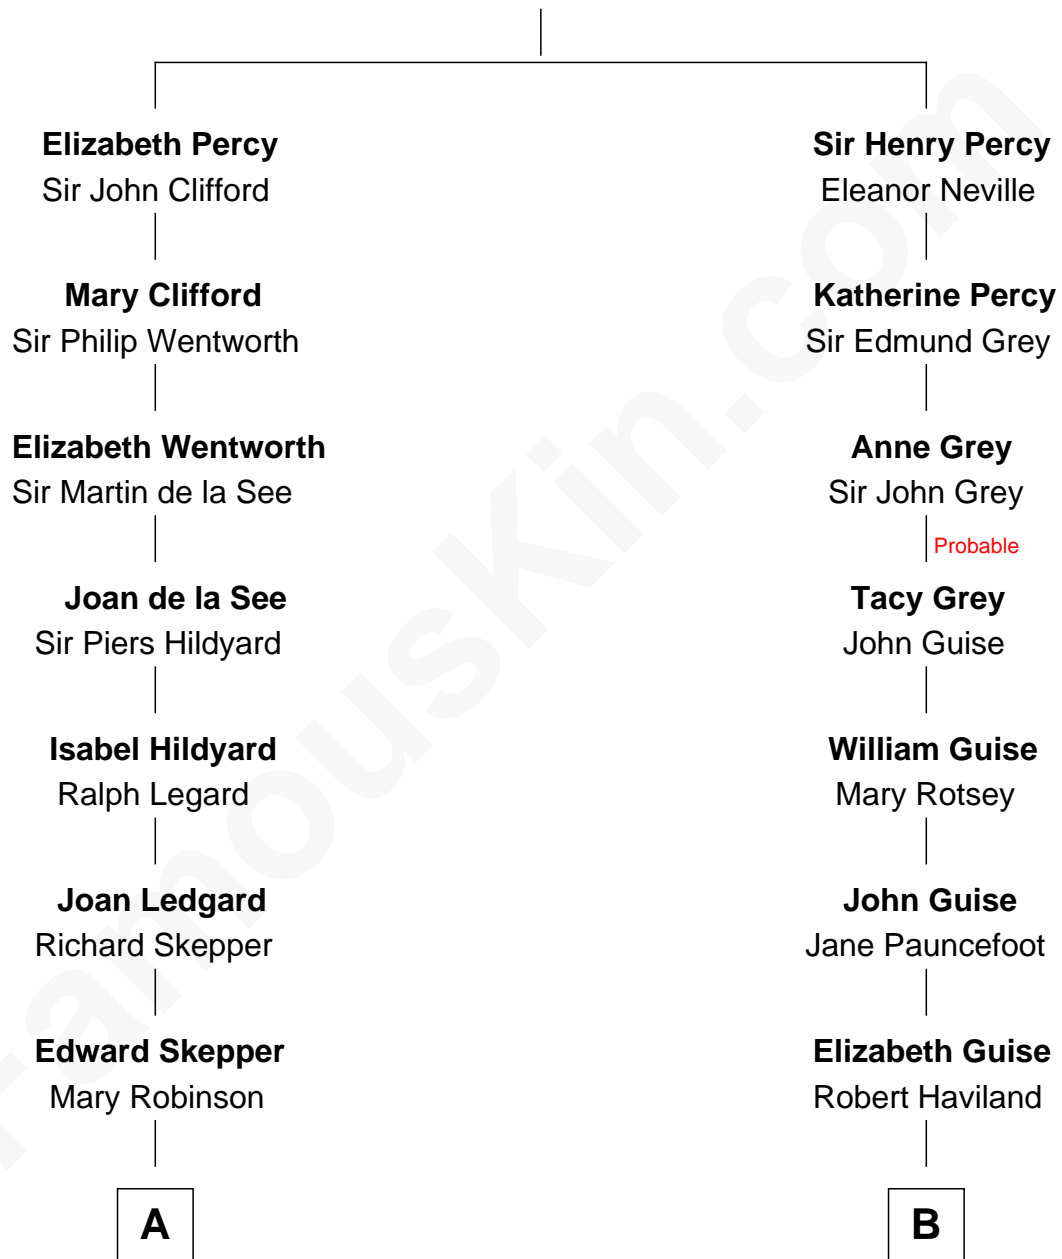 Elizabeth Percy
Sir John Clifford
Mary Clifford
Sir Philip Wentworth
Elizabeth Wentworth
Sir Martin de la See
Joan de la See
Sir Piers Hildyard
Isabel Hildyard
Ralph Legard
Joan Ledgard
Richard Skepper
Edward Skepper
Mary Robinson
A
Sir Henry Percy
Eleanor Neville
Katherine Percy
Sir Edmund Grey
Anne Grey
Sir John Grey
Probable
Tacy Grey
John Guise
William Guise
Mary Rotsey
John Guise
Jane Pauncefoot
Elizabeth Guise
Robert Haviland
B
FamousKin.com